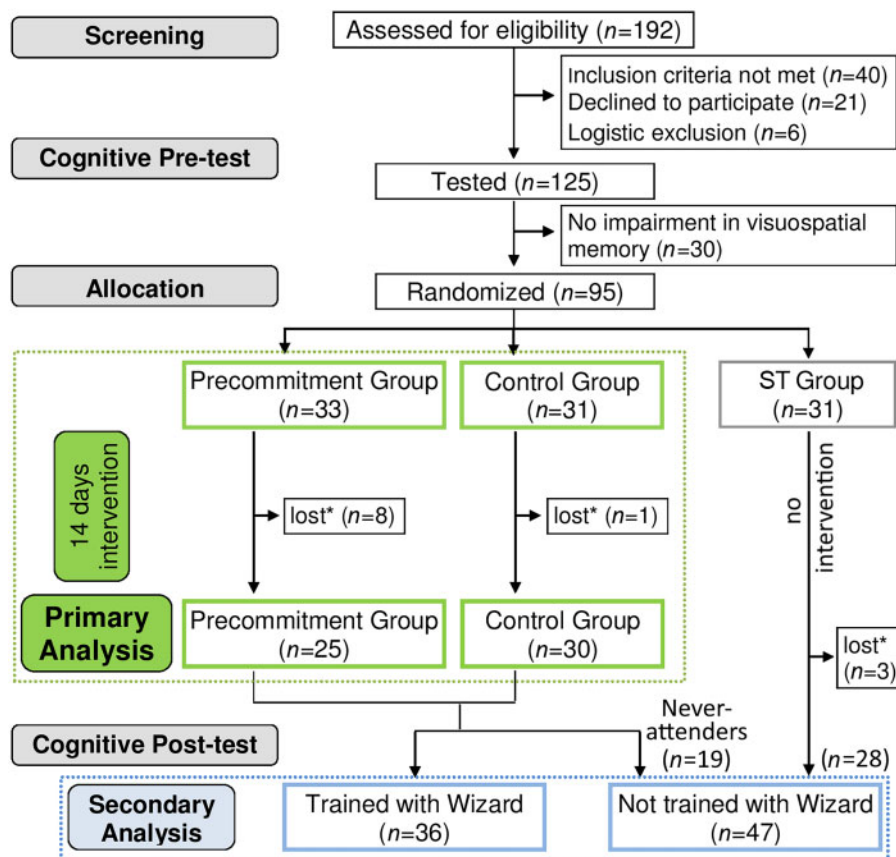 Screening
Assessed for eligibility (n=192)
Inclusion criteria not met (n=40)
Declined to participate (n=21)
Logistic exclusion (n=6)
Cognitive Pre-test
Tested (n=125)
No impairment in visuospatial
memory (n=30)
Allocation
Randomized (n=95)
Precommitment Group
(n=33)
Control Group
(n=31)
ST Group
(n=31)
14 days
intervention
lost* (n=8)
lost* (n=1)
no
intervention
Primary
Analysis
Precommitment Group
(n=25)
Control Group
(n=30)
lost*
(n=3)
Cognitive Post-test
Never-
attenders
(n=19)
(n=28)
Secondary
Analysis
Trained with Wizard
(n=36)
Not trained with Wizard
(n=47)